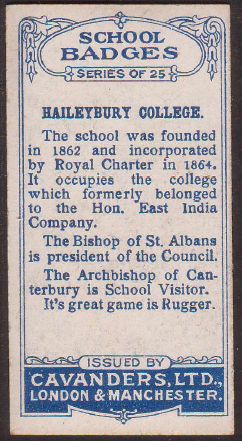 SCHOOL
BADGES
SERIES OF 25
HAILEYBURY COLLEGE.
The school was founded
in 1862 and incorporated
by Royal Charter in 1864.
It occupies the college
which formerly belonged
to the Hon. East India
Company.
The Bishop of St. Albans
is president of the Council.
The Archbishop of Can-
terbury is School Visitor.
It's great game is Rugger.
ISSUED BY
CAVANDERS, LTD.,
LONDON & MANCHESTER.